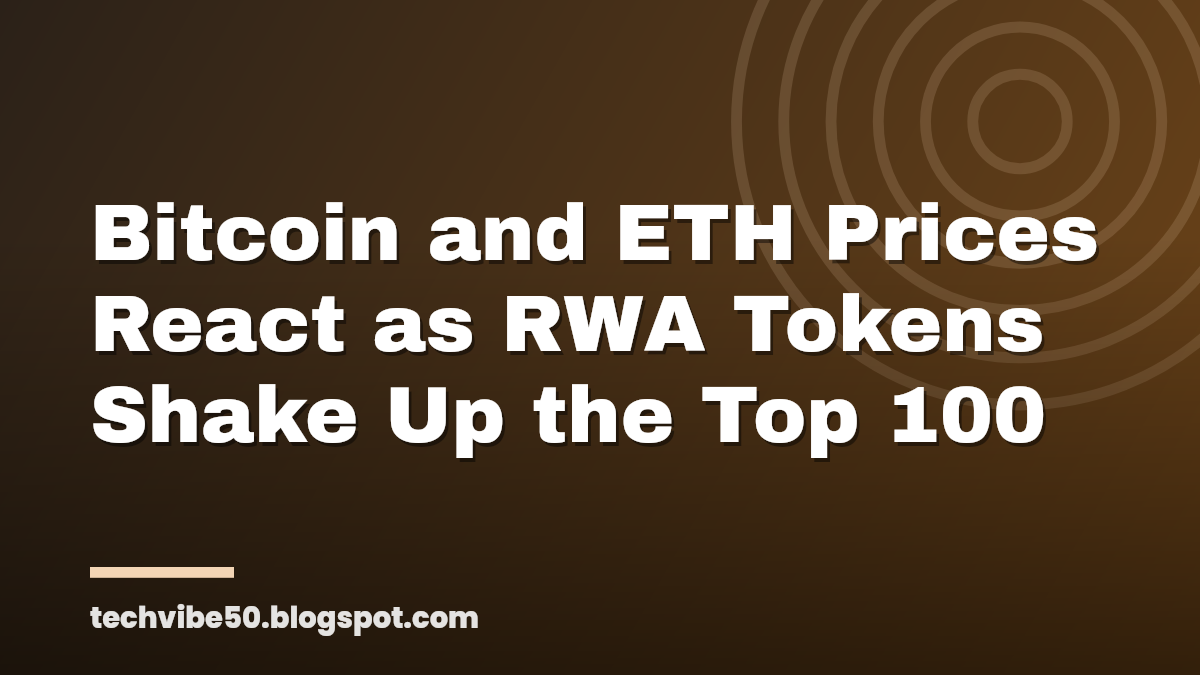 Bitcoin and ETH Prices
React as RWA Tokens
Shake Up the Top 100
techvibe50.blogspot.com